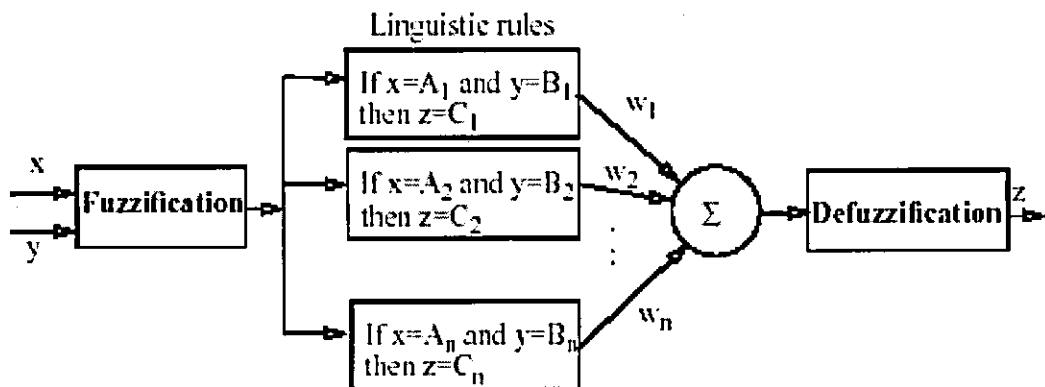 Linguistic rules
If x=A₁ and y=B₁
then z=C₁
w₁
x
y
Fuzzification
If x=A₂ and y=B₂
then z=C₂
w₂
Σ
Defuzzification
z
⋮
If x=Aₙ and y=Bₙ
then z=Cₙ
wₙ